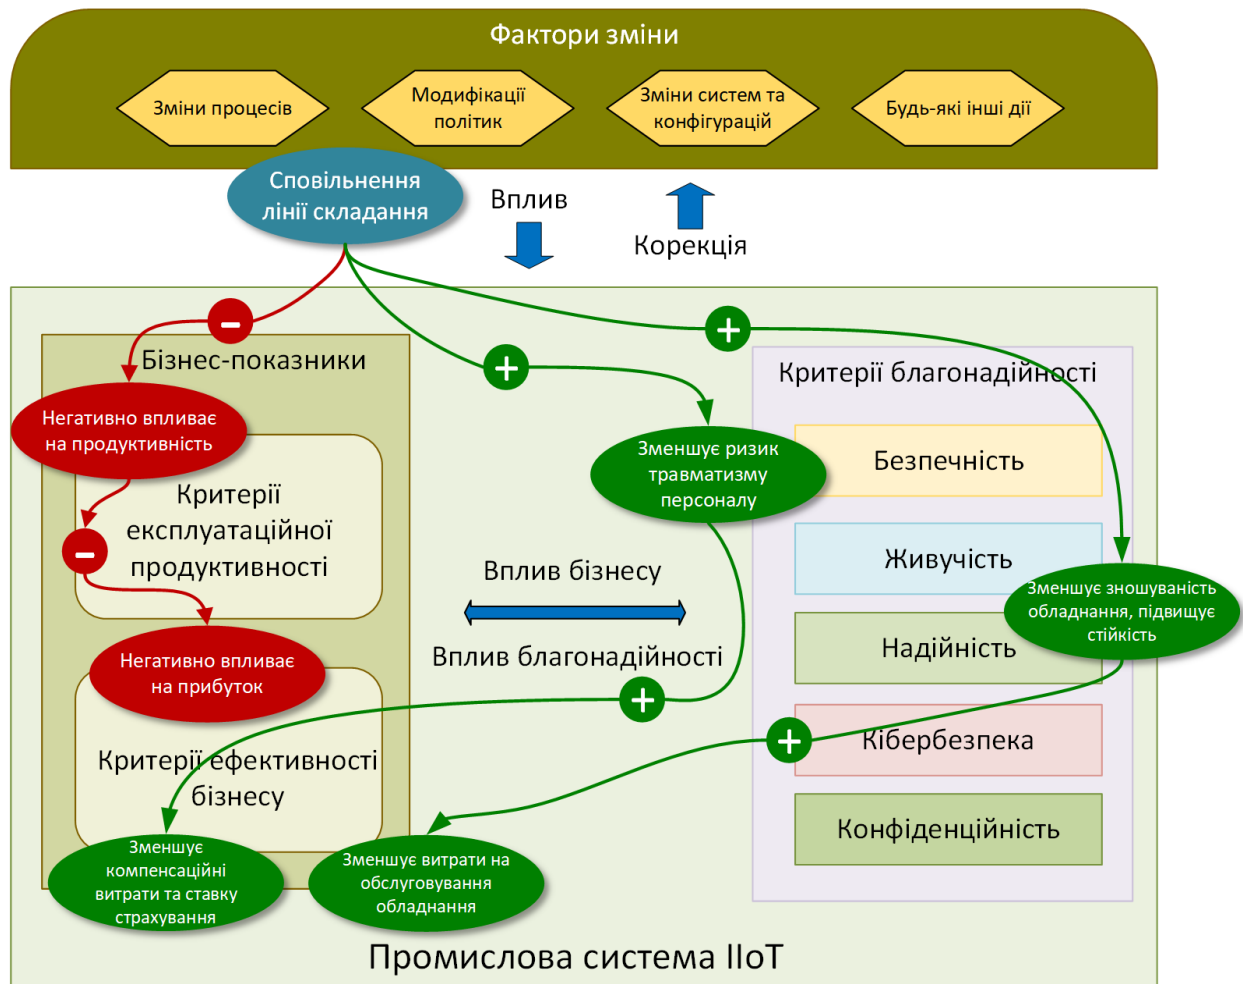 Фактори зміни
Зміни процесів
Модифікації
політик
Зміни систем та
конфігурацій
Будь-які інші дії
Сповільнення
лінії складання
Вплив
Корекція
–
+
+
Бізнес-показники
Критерії благонадійності
Негативно впливає
на продуктивність
Зменшує ризик
травматизму
персоналу
Безпечність
Критерії
експлуатаційної
продуктивності
–
Живучість
Вплив бізнесу
Зменшує зношуваність
обладнання, підвищує
стійкість
Вплив благонадійності
Надійність
Негативно впливає
на прибуток
+
+
Кібербезпека
Критерії ефективності
бізнесу
Конфіденційність
Зменшує
компенсаційні
витрати та ставку
страхування
Зменшує витрати на
обслуговування
обладнання
Промислова система IIoT